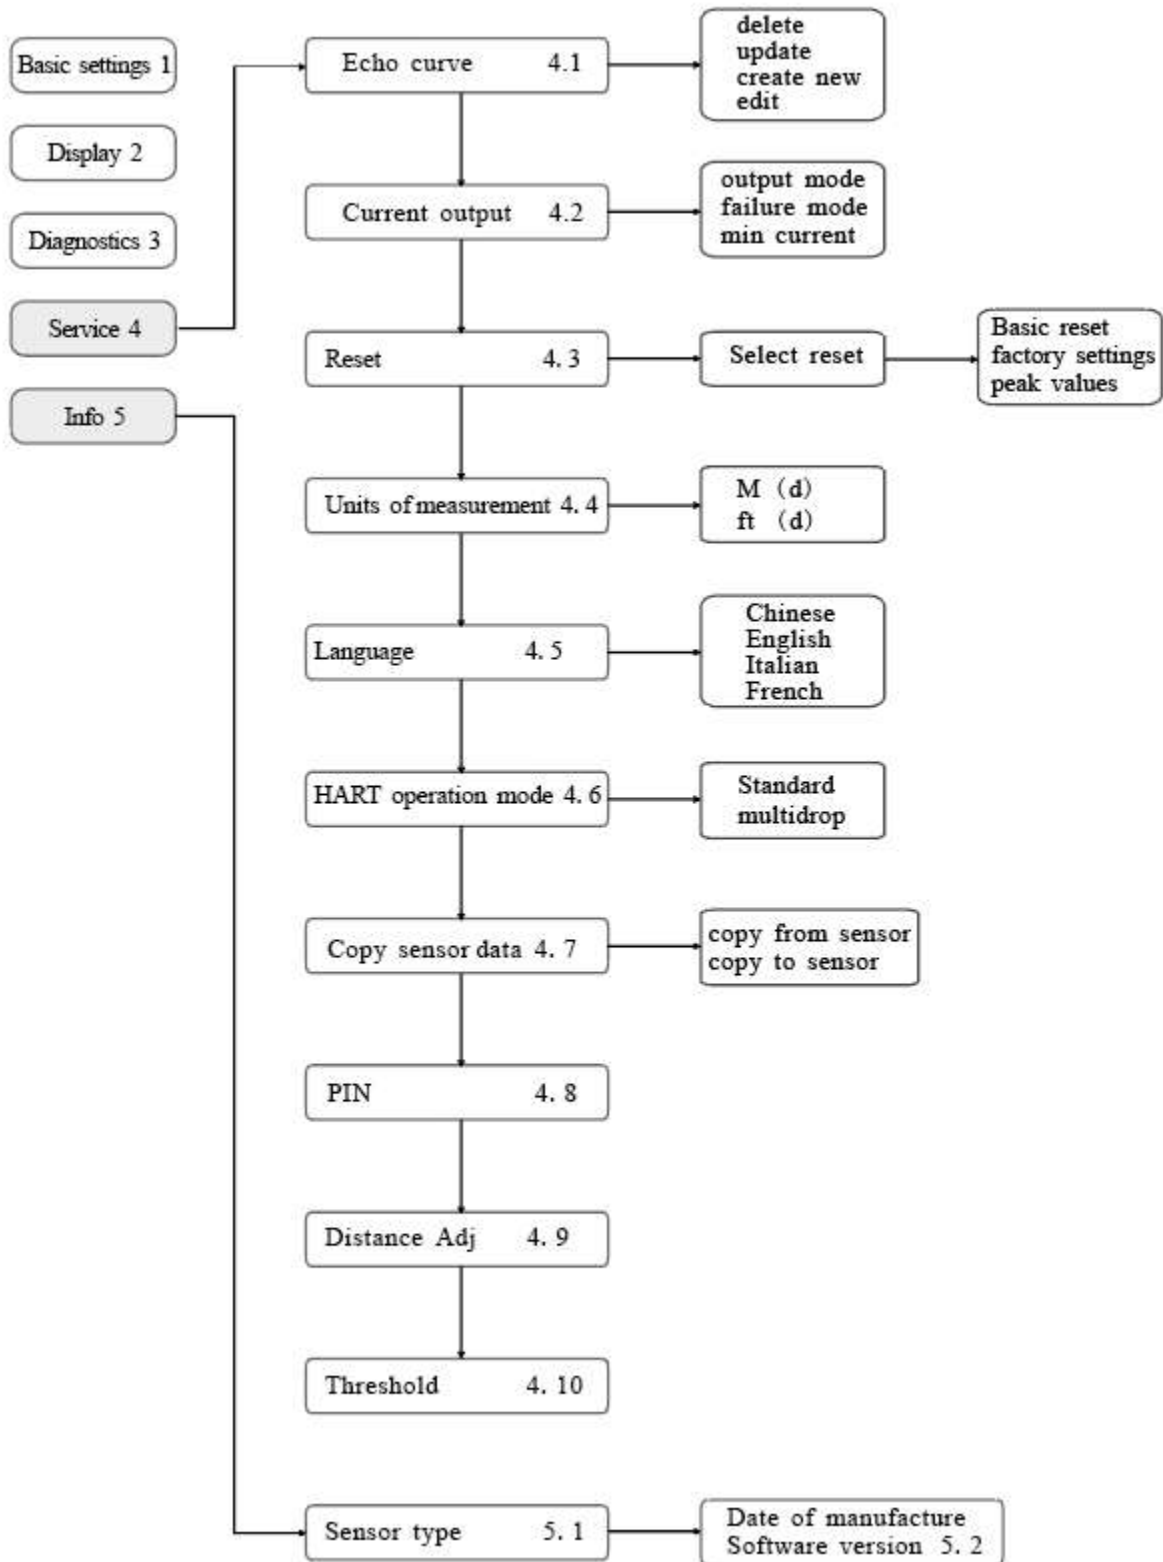 Basic settings 1
Display 2
Diagnostics 3
Service 4
Info 5
Echo curve 4.1
delete
update
create new
edit
Current output 4.2
output mode
failure mode
min current
Reset 4.3
Select reset
Basic reset
factory settings
peak values
Units of measurement 4.4
M (d)
ft (d)
Language 4.5
Chinese
English
Italian
French
HART operation mode 4.6
Standard
multidrop
Copy sensor data 4.7
copy from sensor
copy to sensor
PIN 4.8
Distance Adj 4.9
Threshold 4.10
Sensor type 5.1
Date of manufacture
Software version 5.2